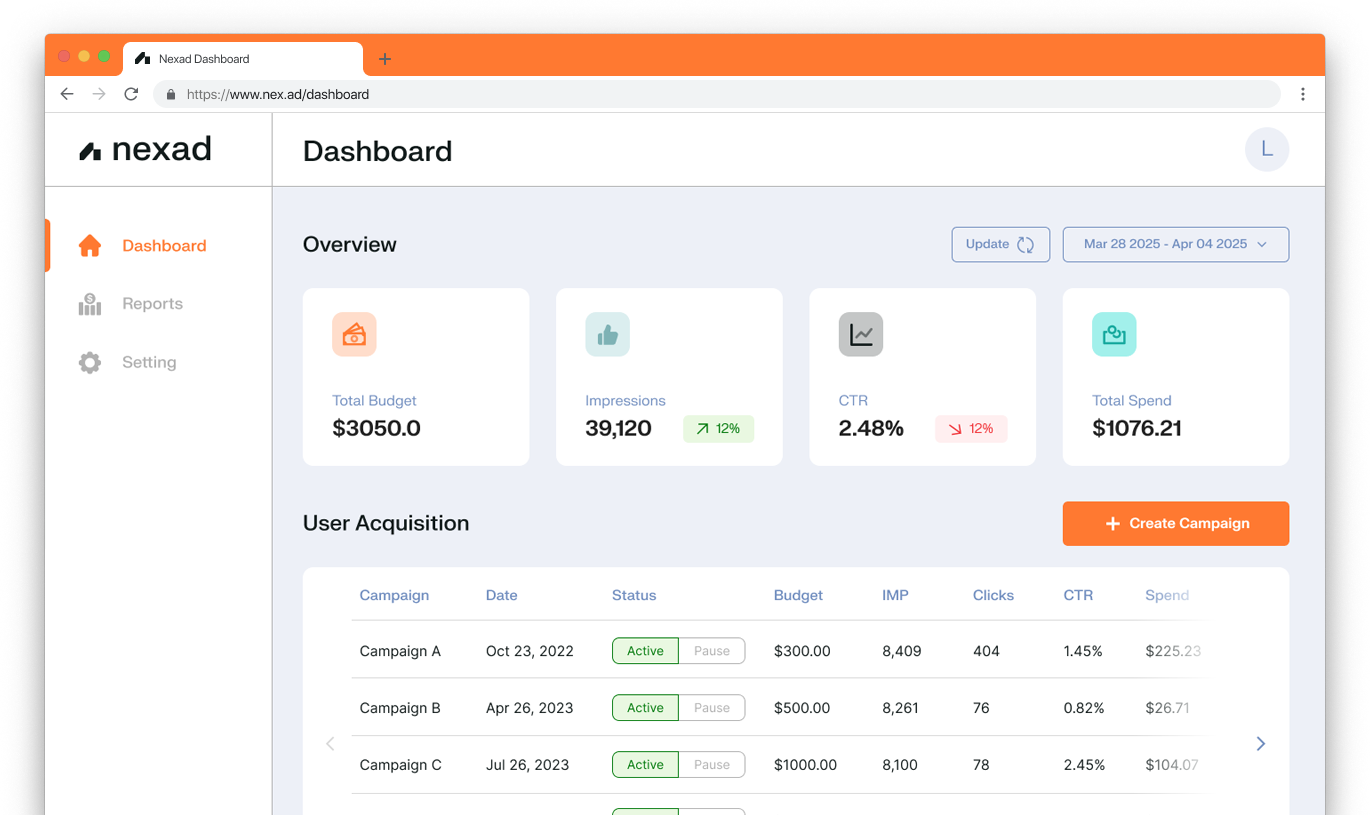 Nexad Dashboard
https://www.nex.ad/dashboard
nexad
Dashboard
L
Dashboard
Reports
Setting
Overview
Update
Mar 28 2025 - Apr 04 2025
Total Budget
$3050.0
Impressions
39,120
12%
CTR
2.48%
12%
Total Spend
$1076.21
User Acquisition
+ Create Campaign
Campaign Date Status Budget IMP Clicks CTR Spend
Campaign A Oct 23, 2022 Active Pause $300.00 8,409 404 1.45% $225.23
Campaign B Apr 26, 2023 Active Pause $500.00 8,261 76 0.82% $26.71
Campaign C Jul 26, 2023 Active Pause $1000.00 8,100 78 2.45% $104.07